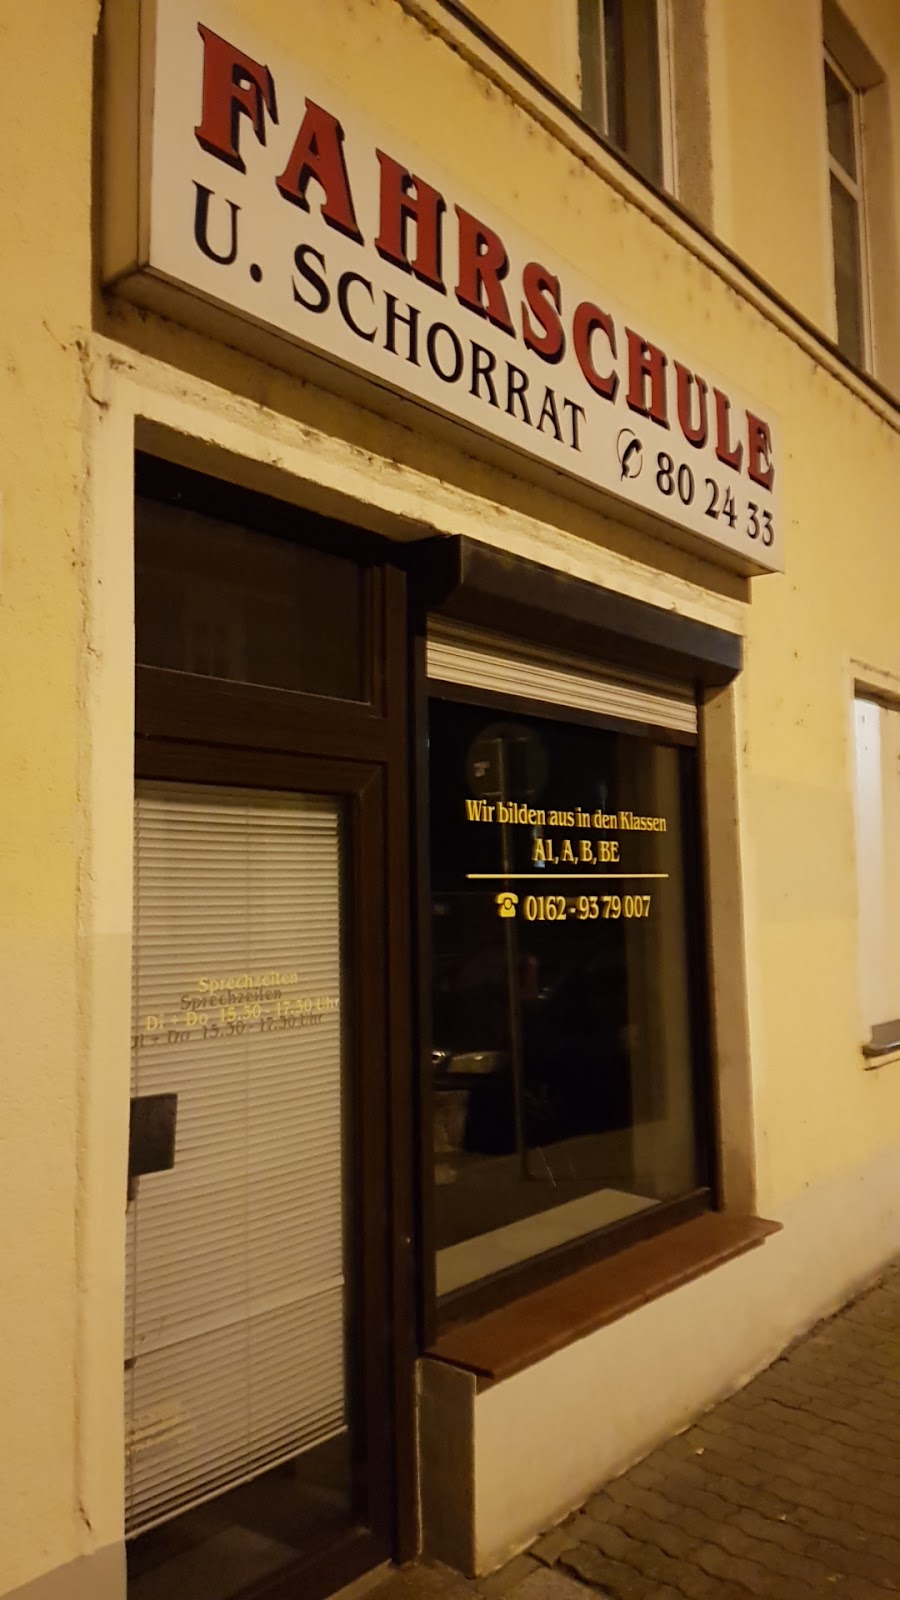 FAHRSCHULE
U. SCHORRAT 80 24 33
Wir bilden aus in den Klassen
A1, A, B, BE
0162 - 93 79 007
Sprechzeiten
Di + Do 15.30 - 17.30 Uhr